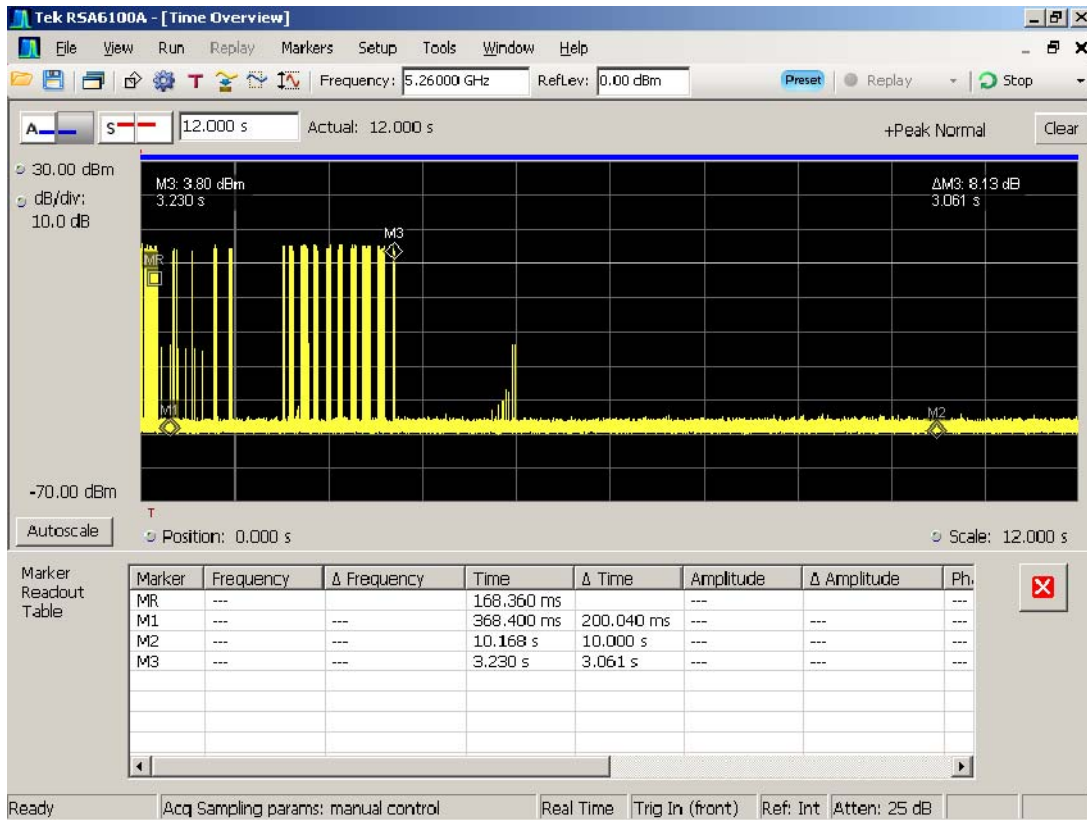 Tek RSA6100A - [Time Overview]
File View Run Replay Markers Setup Tools Window Help
T Frequency: 5.26000 GHz RefLev: 0.00 dBm Preset Replay Stop
A S 12.000 s Actual: 12.000 s +Peak Normal Clear
30.00 dBm
dB/div:
10.0 dB
M3: 3.80 dBm
3.230 s
ΔM3: 8.13 dB
3.061 s
M3
MR
M1
M2
-70.00 dBm
T
Autoscale
Position: 0.000 s
Scale: 12.000 s
Marker
Readout
Table
Marker Frequency Δ Frequency Time Δ Time Amplitude Δ Amplitude Ph
MR --- 168.360 ms --- ---
M1 --- --- 368.400 ms 200.040 ms --- --- ---
M2 --- --- 10.168 s 10.000 s --- --- ---
M3 --- --- 3.230 s 3.061 s --- --- ---
Ready Acq Sampling params: manual control Real Time Trig In (front) Ref: Int Atten: 25 dB